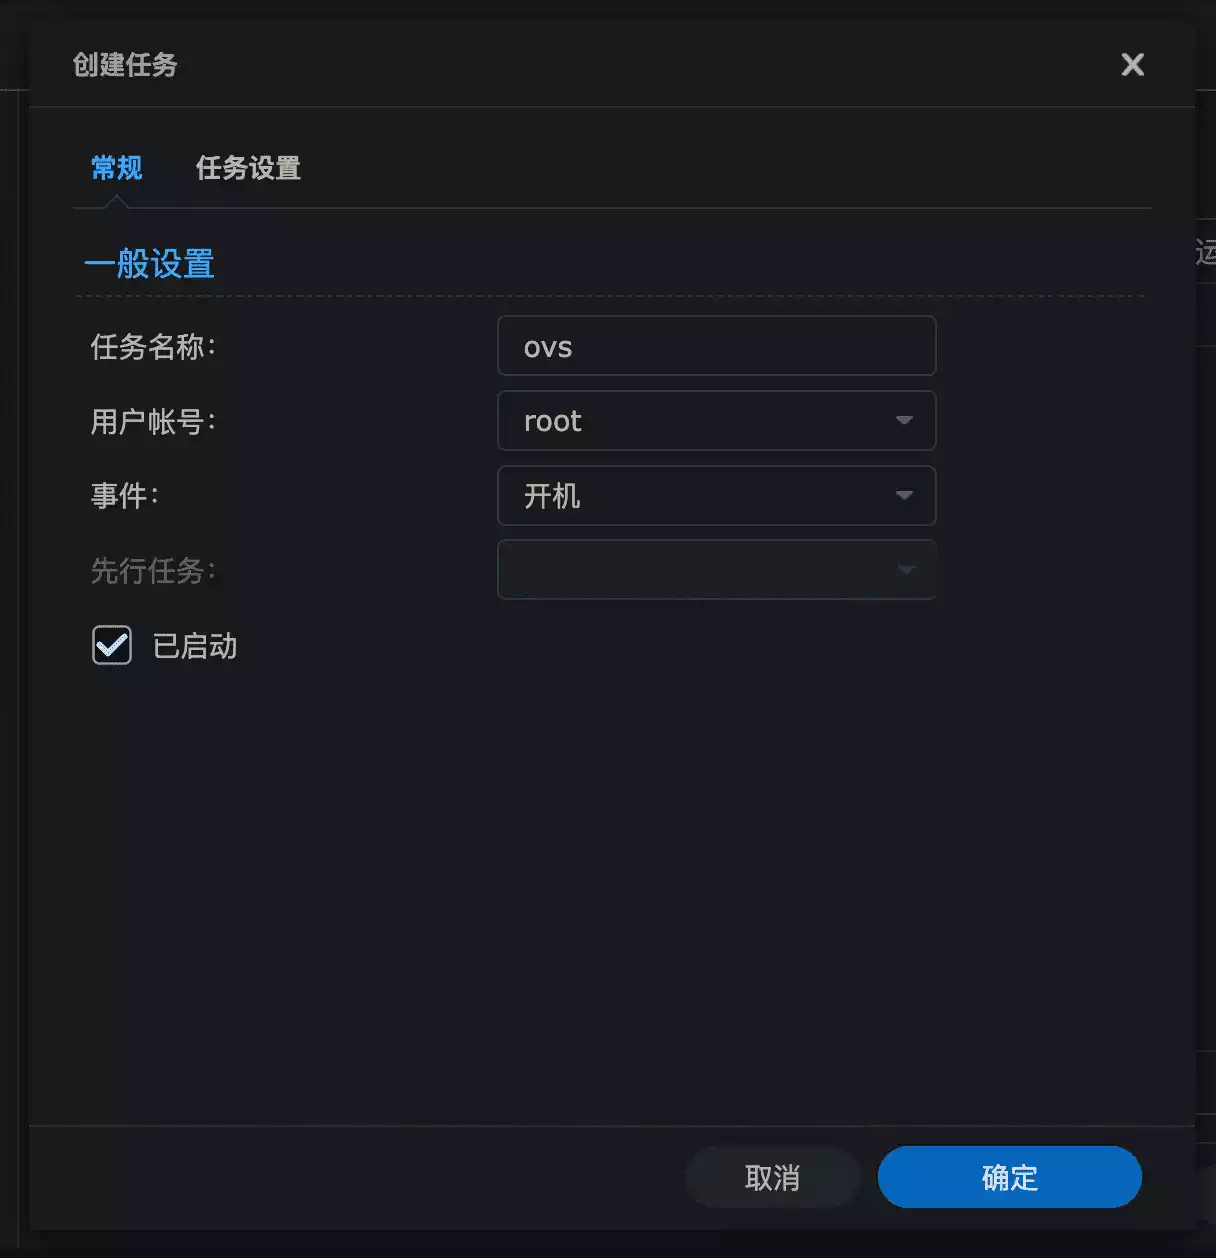 创建任务
常规 任务设置
运
一般设置
任务名称： ovs
用户帐号： root
事件： 开机
先行任务：
已启动
取消 确定